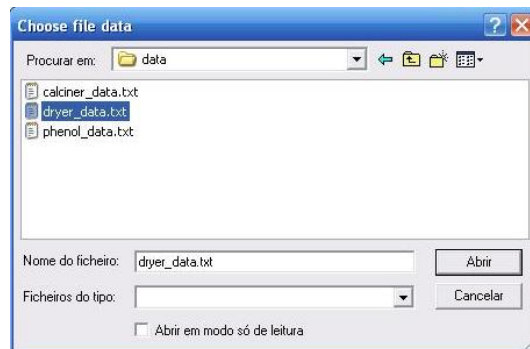 Choose file data
Procurar em: data
calciner_data.txt
dryer_data.txt
phenol_data.txt
Nome do ficheiro: dryer_data.txt Abrir
Ficheiros do tipo: Cancelar
Abrir em modo só de leitura